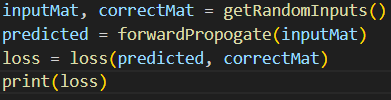 inputMat, correctMat = getRandomInputs()
predicted = forwardPropogate(inputMat)
loss = loss(predicted, correctMat)
print(loss)